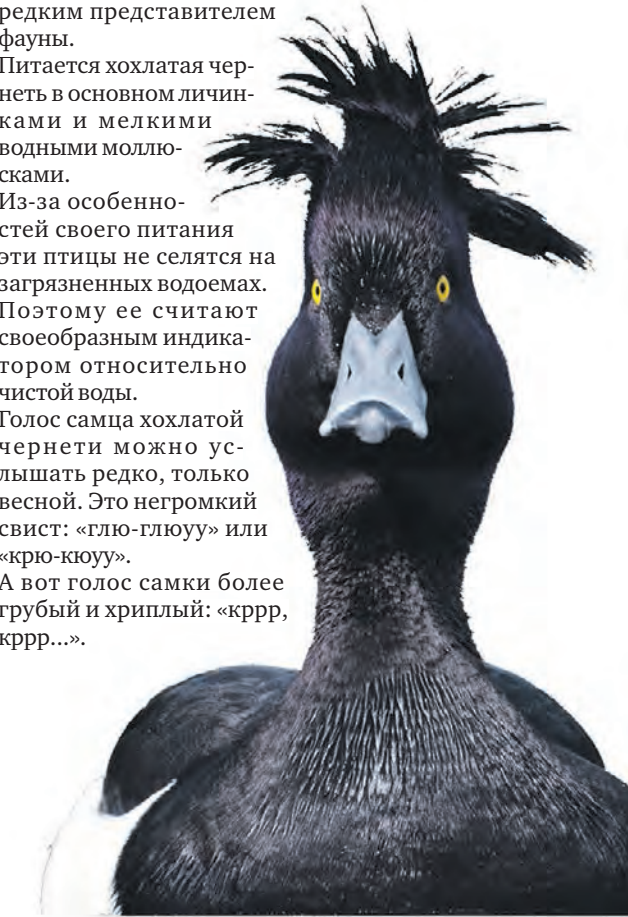 редким представителем
фауны.
Питается хохлатая чер-
неть в основном личин-
ками и мелкими
водными моллю-
сками.
Из-за особенно-
стей своего питания
эти птицы не селятся на
загрязненных водоемах.
Поэтому ее считают
своеобразным индика-
тором относительно
чистой воды.
Голос самца хохлатой
чернети можно ус-
лышать редко, только
весной. Это негромкий
свист: «глю-глюуу» или
«крю-кюуу».
А вот голос самки более
грубый и хриплый: «кррр,
кррр...».